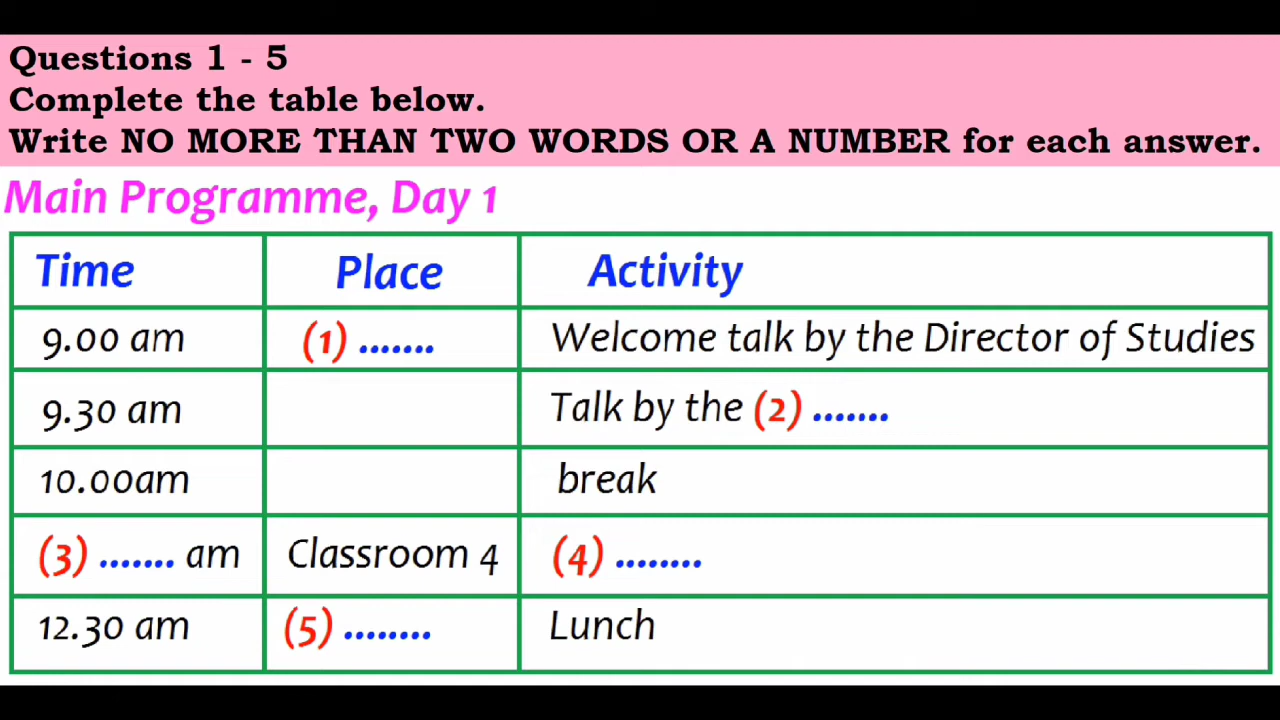 Questions 1 - 5
Complete the table below.
Write NO MORE THAN TWO WORDS OR A NUMBER for each answer.
Main Programme, Day 1
Time Place Activity
9.00 am (1) ....... Welcome talk by the Director of Studies
9.30 am Talk by the (2) .......
10.00am break
(3) ....... am Classroom 4 (4) ........
12.30 am (5) ........ Lunch